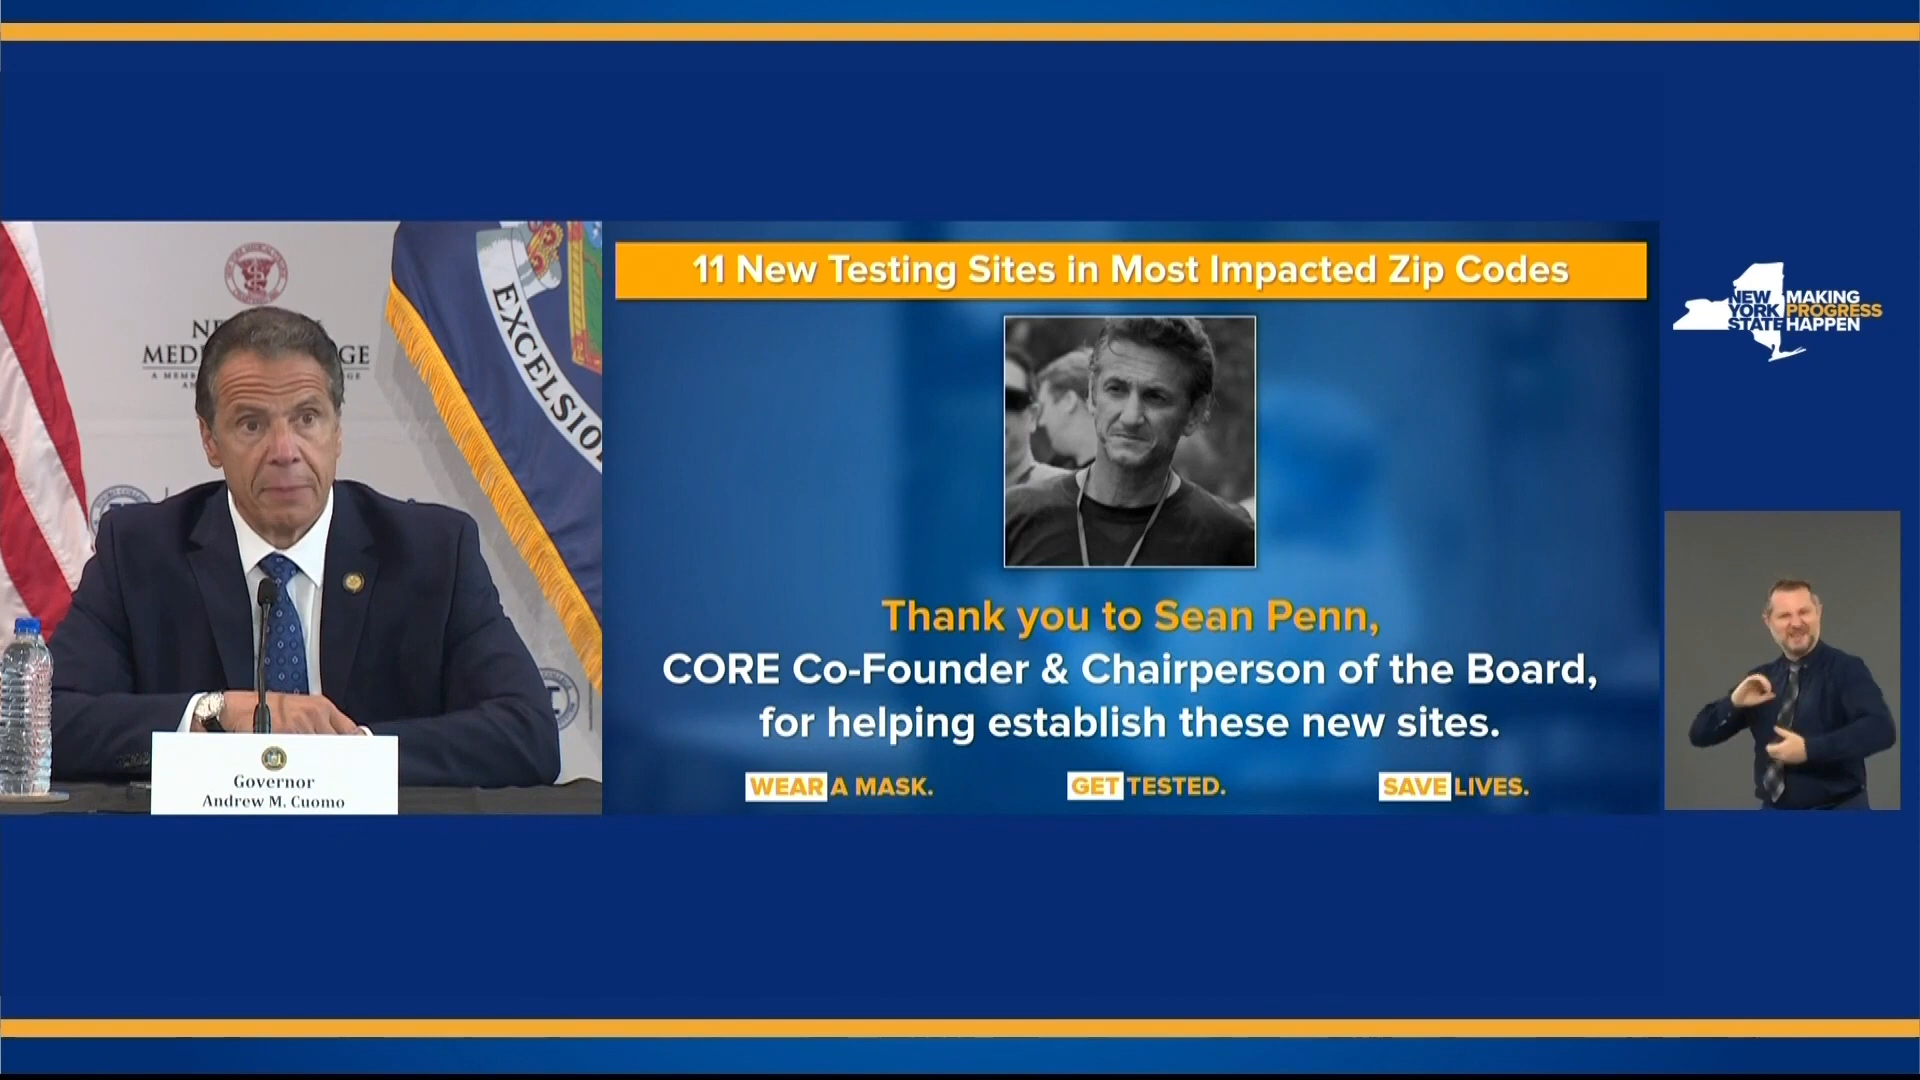 EXCELSIOR
Governor
Andrew M. Cuomo
11 New Testing Sites in Most Impacted Zip Codes
Thank you to Sean Penn,
CORE Co-Founder & Chairperson of the Board,
for helping establish these new sites.
WEAR A MASK.
GET TESTED.
SAVE LIVES.
NEW
YORK
STATE
MAKING
PROGRESS
HAPPEN